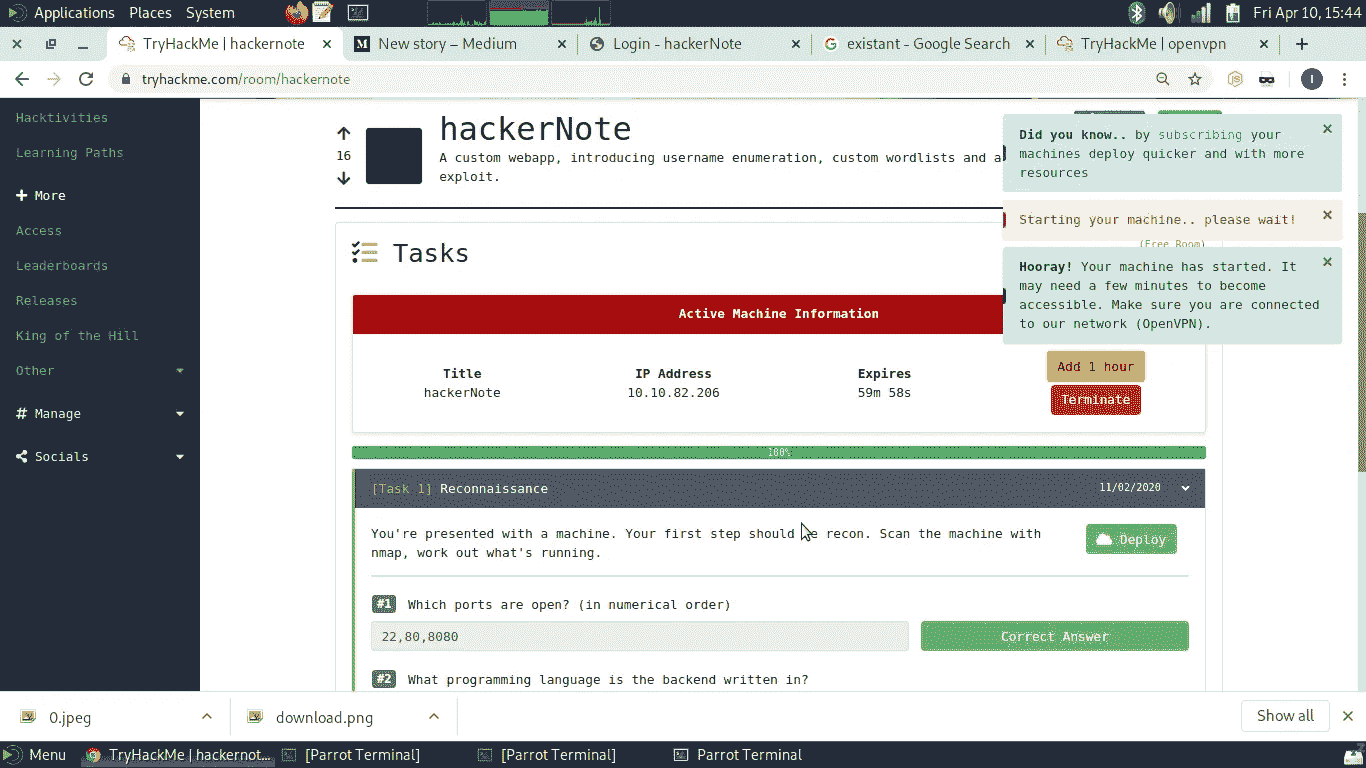 Applications Places System Fri Apr 10, 15:44
TryHackMe | hackernote New story – Medium Login - hackerNote existant - Google Search TryHackMe | openvpn
tryhackme.com/room/hackernote I
Hacktivities
Learning Paths
More
Access
Leaderboards
Releases
King of the Hill
Other
Manage
Socials
16
hackerNote
A custom webapp, introducing username enumeration, custom wordlists and a
exploit.
Did you know.. by subscribing your
machines deploy quicker and with more
resources
Starting your machine.. please wait!
(Free Room)
Hooray! Your machine has started. It
may need a few minutes to become
accessible. Make sure you are connected
to our network (OpenVPN).
Tasks
Active Machine Information
Title IP Address Expires
hackerNote 10.10.82.206 59m 58s
Add 1 hour
Terminate
100%
[Task 1] Reconnaissance 11/02/2020
You're presented with a machine. Your first step should be recon. Scan the machine with
nmap, work out what's running.
Deploy
#1 Which ports are open? (in numerical order)
22,80,8080 Correct Answer
#2 What programming language is the backend written in?
0.jpeg download.png Show all
Menu TryHackMe | hackernot... [Parrot Terminal] [Parrot Terminal] Parrot Terminal